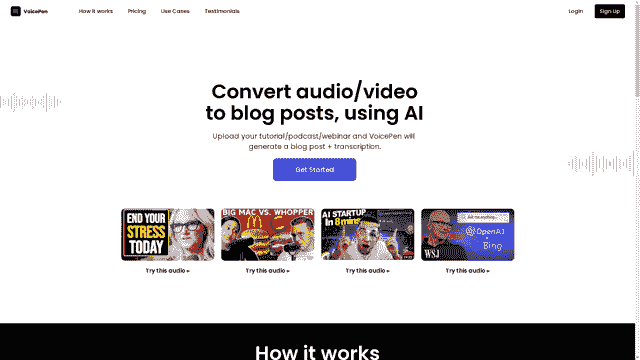 VoicePen
How it works
Pricing
Use Cases
Testimonials
Login
Sign Up
Convert audio/video
to blog posts, using AI
Upload your tutorial/podcast/webinar and VoicePen will
generate a blog post + transcription.
Get Started
END YOUR
STRESS
TODAY
BIG MAC VS. WHOPPER
AI STARTUP
in 8 mins
Ask me anything...
OpenAI
+
Bing
WSJ
Try this audio ▸
Try this audio ▸
Try this audio ▸
Try this audio ▸
How it works